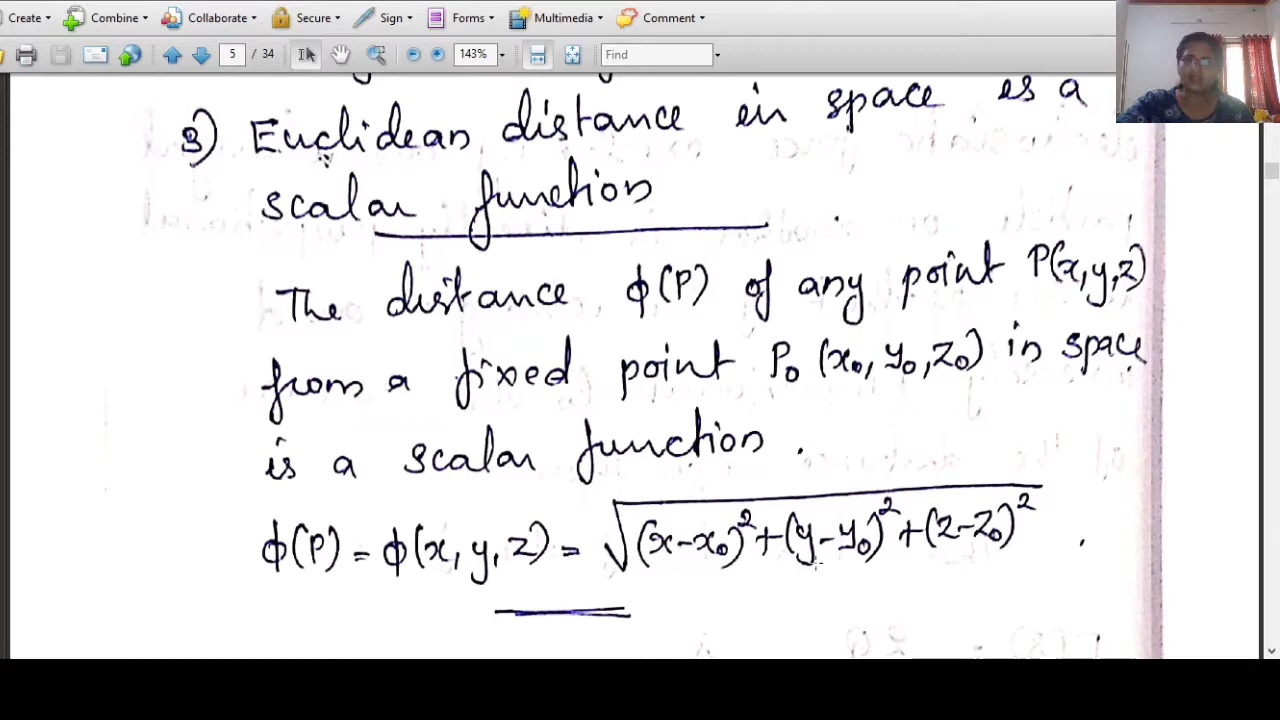 Create Combine Collaborate Secure Sign Forms Multimedia Comment
5 / 34 143% Find
3) Euclidean distance in space is a
scalar function
The distance ϕ(P) of any point P(x,y,z)
from a fixed point P₀ (x₀, y₀, z₀) in space
is a scalar function .
ϕ(P) = ϕ(x, y, z) = √(x-x₀)²+(y-y₀)²+(z-z₀)² .